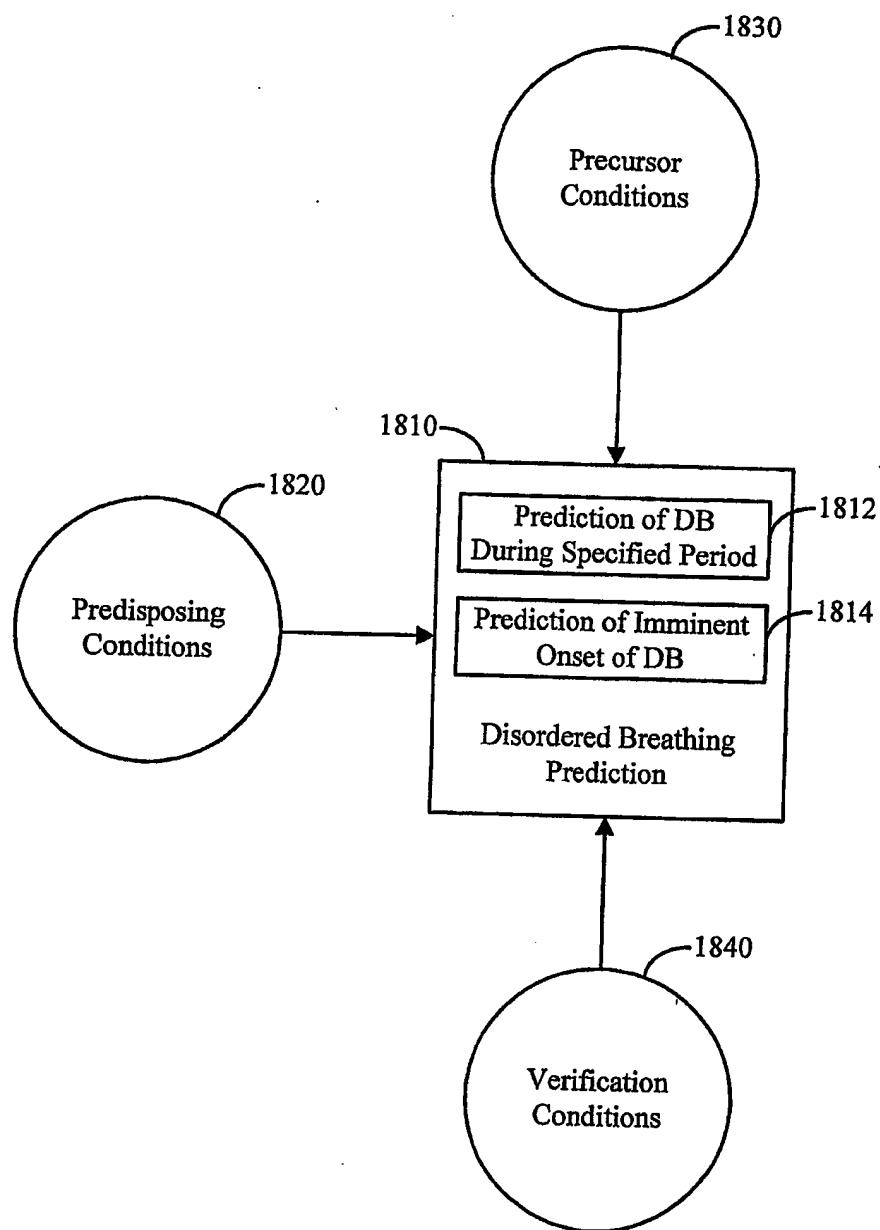 1830
Precursor
Conditions
1810
1820
Prediction of DB
During Specified Period
1812
Predisposing
Conditions
Prediction of Imminent
Onset of DB
1814
Disordered Breathing
Prediction
1840
Verification
Conditions